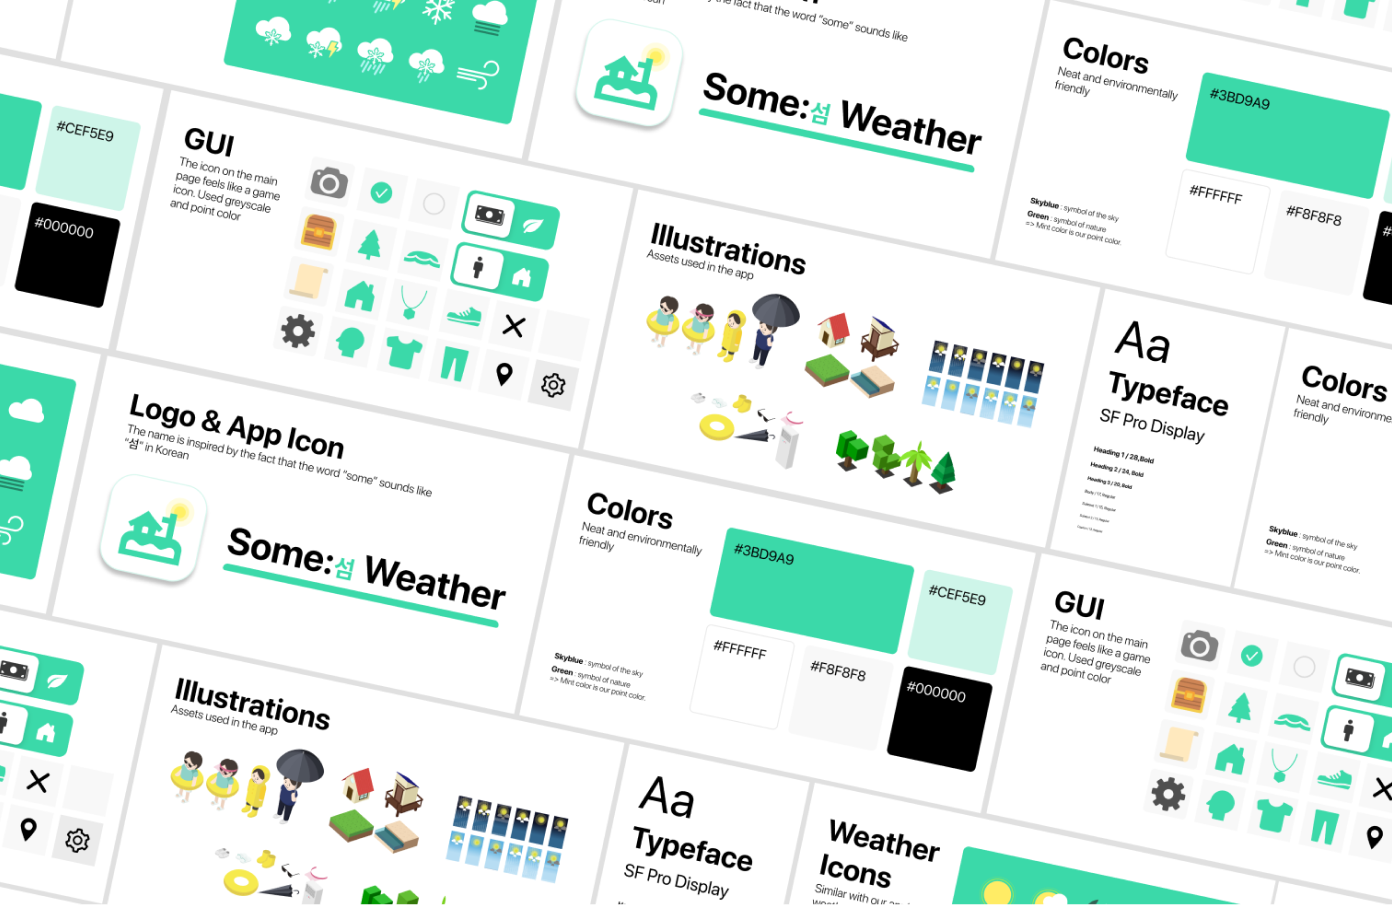 #CEF5E9
#000000
GUI
The icon on the main
page feels like a game
icon. Used greyscale
and point color
the fact that the word "some" sounds like
Some:섬 Weather
Colors
Neat and environmentally
friendly
#3BD9A9
#FFFFFF
#F8F8F8
Skyblue : symbol of the sky
Green : symbol of nature
=> Mint color is our point color.
Illustrations
Assets used in the app
Aa
Typeface
SF Pro Display
Heading 1 / 28,Bold
Heading 2 / 24, Bold
Heading 3 / 20, Bold
Colors
friendly
Skyblue : symbol of the sky
Green : symbol of nature
=> Mint color is our point color.
Logo & App Icon
The name is inspired by the fact that the word "some" sounds like
"섬" in Korean
Some:섬 Weather
Colors
Neat and environmentally
friendly
#3BD9A9
#CEF5E9
#FFFFFF
#F8F8F8
#000000
Skyblue : symbol of the sky
Green : symbol of nature
=> Mint color is our point color.
GUI
The icon on the main
page feels like a game
icon. Used greyscale
and point color
Illustrations
Assets used in the app
Aa
Typeface
SF Pro Display
Weather
Icons
Similar with our